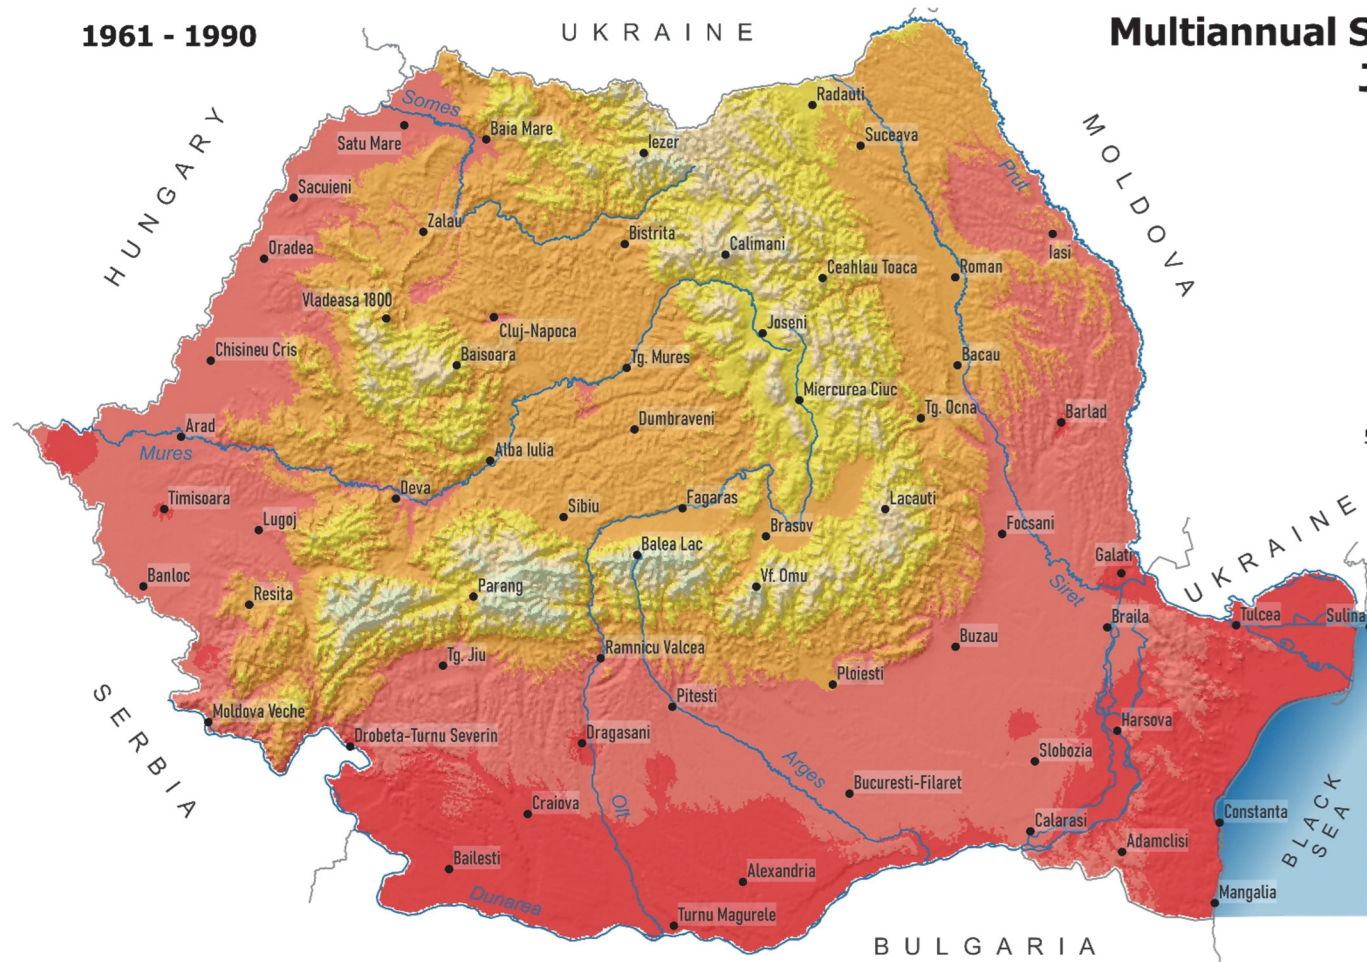 1961 - 1990
UKRAINE
Multiannual S
HUNGARY
MOLDOVA
Somes
Satu Mare
Baia Mare
Iezer
Radauti
Suceava
Prut
Sacuieni
Zalau
Oradea
Bistrita
Calimani
Iasi
Ceahlau Toaca
Roman
Vladeasa 1800
Cluj-Napoca
Joseni
Chisineu Cris
Baisoara
Tg. Mures
Bacau
Miercurea Ciuc
Tg. Ocna
Barlad
Dumbraveni
Arad
Mures
Alba Iulia
Deva
Timisoara
Sibiu
Fagaras
Lacauti
Lugoj
Brasov
Focsani
UKRAINE
Balea Lac
Galati
Banloc
Resita
Parang
Vf. Omu
Siret
Braila
Tulcea
Sulina
Buzau
Tg. Jiu
Ramnicu Valcea
Ploiesti
SERBIA
Moldova Veche
Pitesti
Harsova
Drobeta-Turnu Severin
Dragasani
Slobozia
Arges
Bucuresti-Filaret
Olt
Craiova
Calarasi
Constanta
BLACK
SEA
Adamclisi
Bailesti
Alexandria
Dunarea
Turnu Magurele
Mangalia
BULGARIA